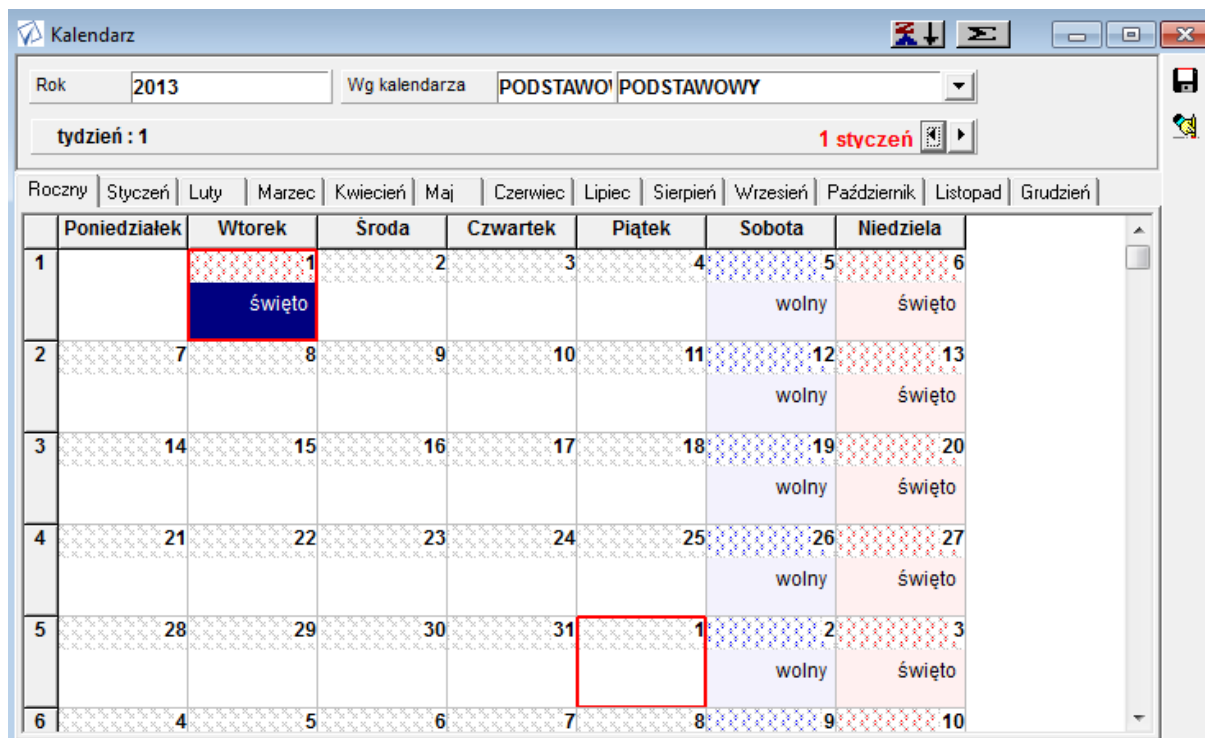 Kalendarz
Rok 2013 Wg kalendarza PODSTAWO PODSTAWOWY
tydzień : 1 1 styczeń
Roczny Styczeń Luty Marzec Kwiecień Maj Czerwiec Lipiec Sierpień Wrzesień Październik Listopad Grudzień
Poniedziałek Wtorek Środa Czwartek Piątek Sobota Niedziela
1 1 2 3 4 5 6
święto wolny święto
2 7 8 9 10 11 12 13
wolny święto
3 14 15 16 17 18 19 20
wolny święto
4 21 22 23 24 25 26 27
wolny święto
5 28 29 30 31 1 2 3
wolny święto
6 4 5 6 7 8 9 10